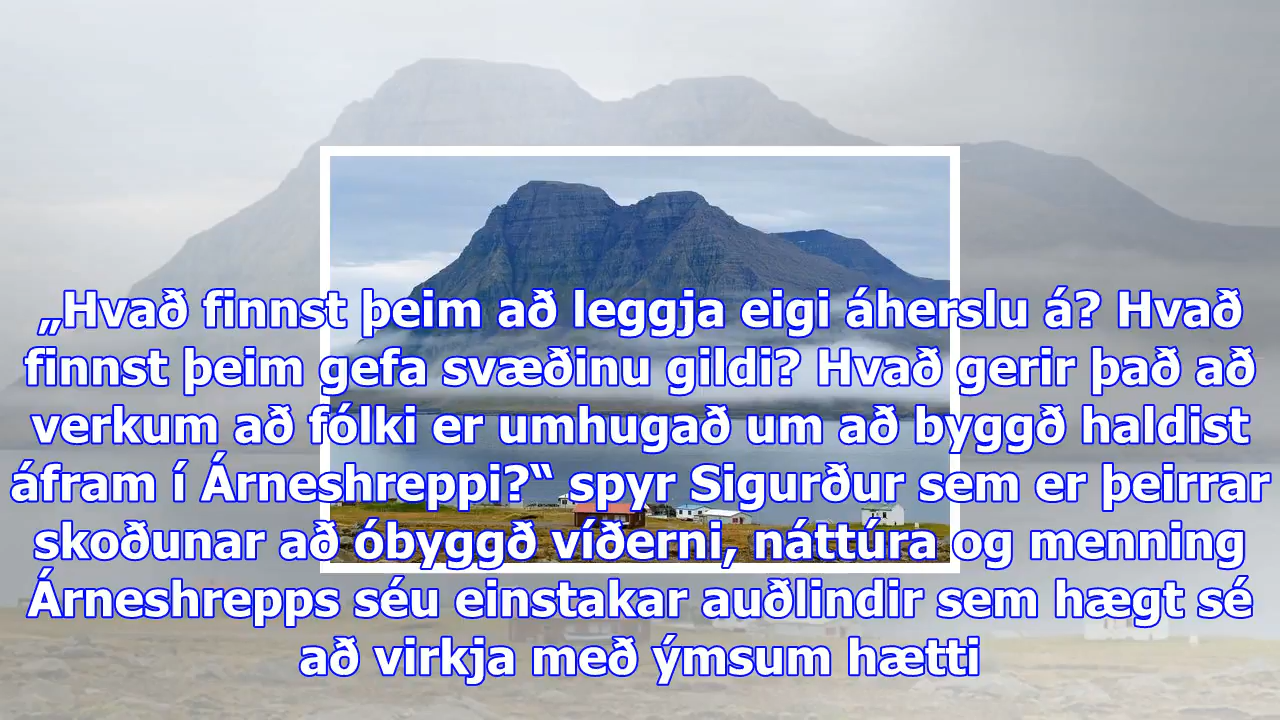 „Hvað finnst þeim að leggja eigi áherslu á? Hvað
finnst þeim gefa svæðinu gildi? Hvað gerir það að
verkum að fólki er umhugað um að byggð haldist
áfram í Árneshreppi?“ spyr Sigurður sem er þeirrar
skoðunar að óbyggð víðerni, náttúra og menning
Árneshrepps séu einstakar auðlindir sem hægt sé
að virkja með ýmsum hætti